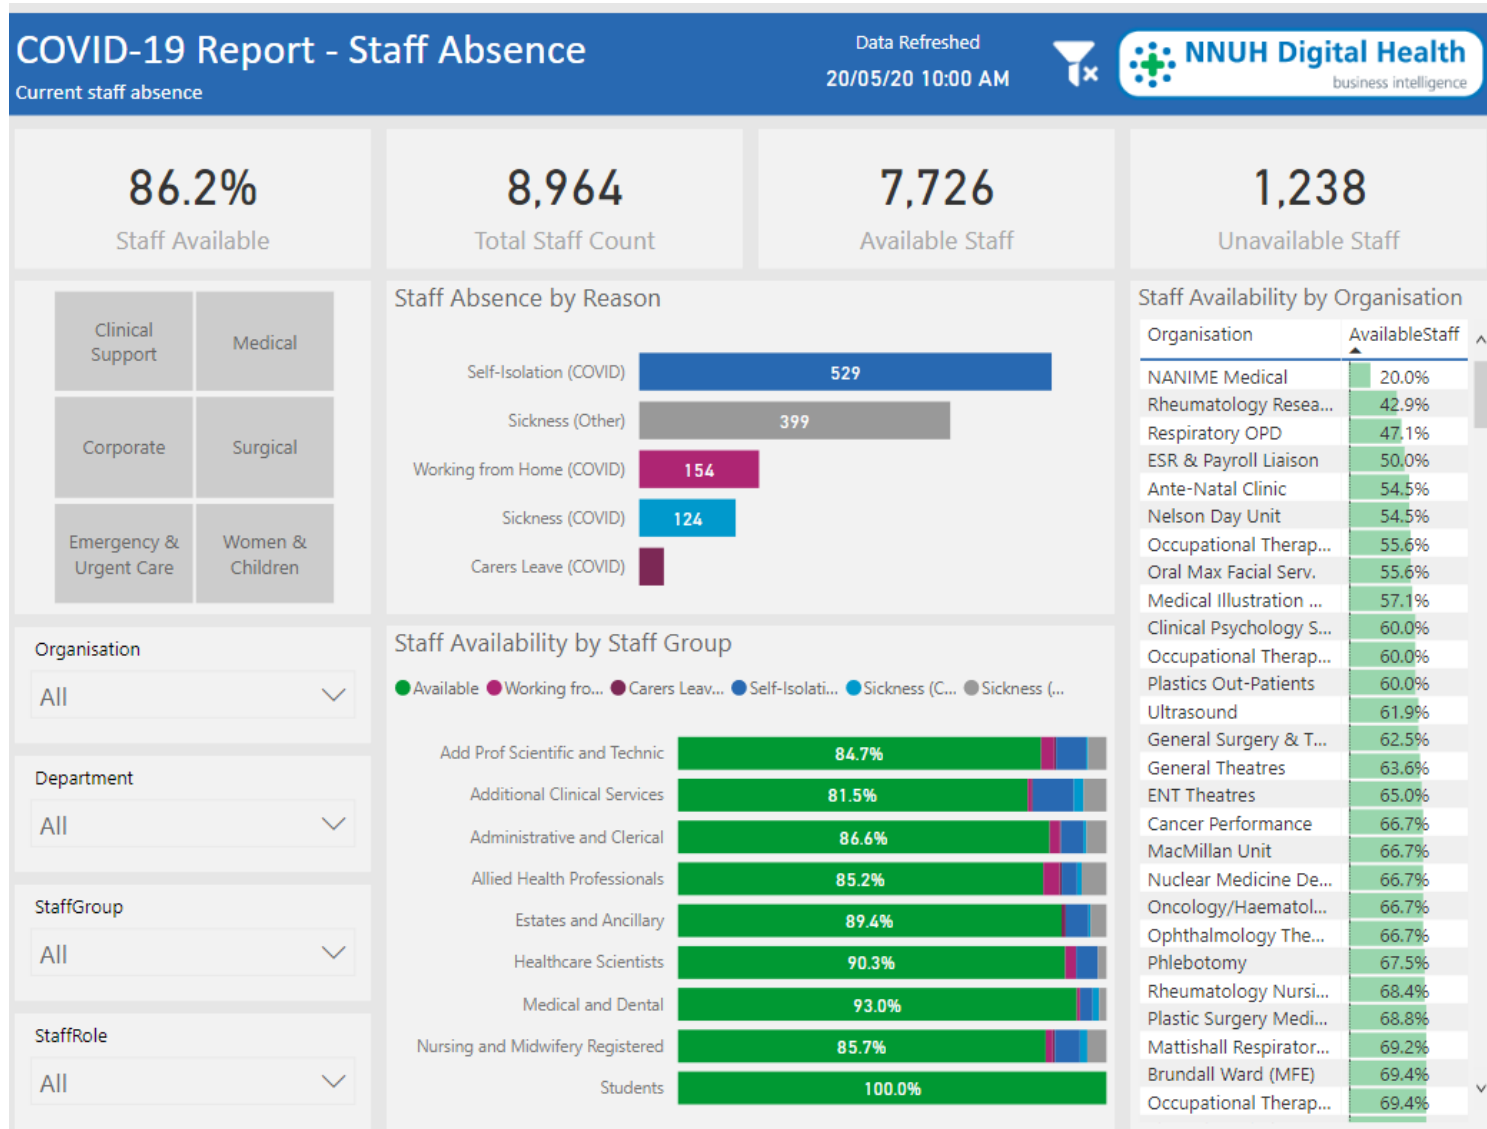 COVID-19 Report - Staff Absence
Current staff absence
Data Refreshed
20/05/20 10:00 AM
NNUH Digital Health
business intelligence
86.2%
Staff Available
8,964
Total Staff Count
7,726
Available Staff
1,238
Unavailable Staff
Clinical
Support
Medical
Corporate
Surgical
Emergency &
Urgent Care
Women &
Children
Organisation
All
Department
All
StaffGroup
All
StaffRole
All
Staff Absence by Reason
Self-Isolation (COVID) 529
Sickness (Other) 399
Working from Home (COVID) 154
Sickness (COVID) 124
Carers Leave (COVID)
Staff Availability by Staff Group
Available Working fro... Carers Leav... Self-Isolati... Sickness (C... Sickness (...
Add Prof Scientific and Technic 84.7%
Additional Clinical Services 81.5%
Administrative and Clerical 86.6%
Allied Health Professionals 85.2%
Estates and Ancillary 89.4%
Healthcare Scientists 90.3%
Medical and Dental 93.0%
Nursing and Midwifery Registered 85.7%
Students 100.0%
Staff Availability by Organisation
Organisation AvailableStaff
NANIME Medical 20.0%
Rheumatology Resea... 42.9%
Respiratory OPD 47.1%
ESR & Payroll Liaison 50.0%
Ante-Natal Clinic 54.5%
Nelson Day Unit 54.5%
Occupational Therap... 55.6%
Oral Max Facial Serv. 55.6%
Medical Illustration ... 57.1%
Clinical Psychology S... 60.0%
Occupational Therap... 60.0%
Plastics Out-Patients 60.0%
Ultrasound 61.9%
General Surgery & T... 62.5%
General Theatres 63.6%
ENT Theatres 65.0%
Cancer Performance 66.7%
MacMillan Unit 66.7%
Nuclear Medicine De... 66.7%
Oncology/Haematol... 66.7%
Ophthalmology The... 66.7%
Phlebotomy 67.5%
Rheumatology Nursi... 68.4%
Plastic Surgery Medi... 68.8%
Mattishall Respirator... 69.2%
Brundall Ward (MFE) 69.4%
Occupational Therap... 69.4%